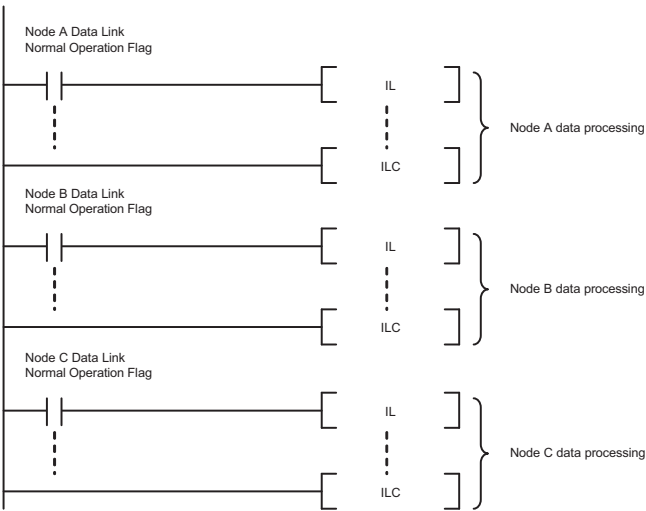 Node A Data Link
Normal Operation Flag
IL
Node A data processing
ILC
Node B Data Link
Normal Operation Flag
IL
Node B data processing
ILC
Node C Data Link
Normal Operation Flag
IL
Node C data processing
ILC